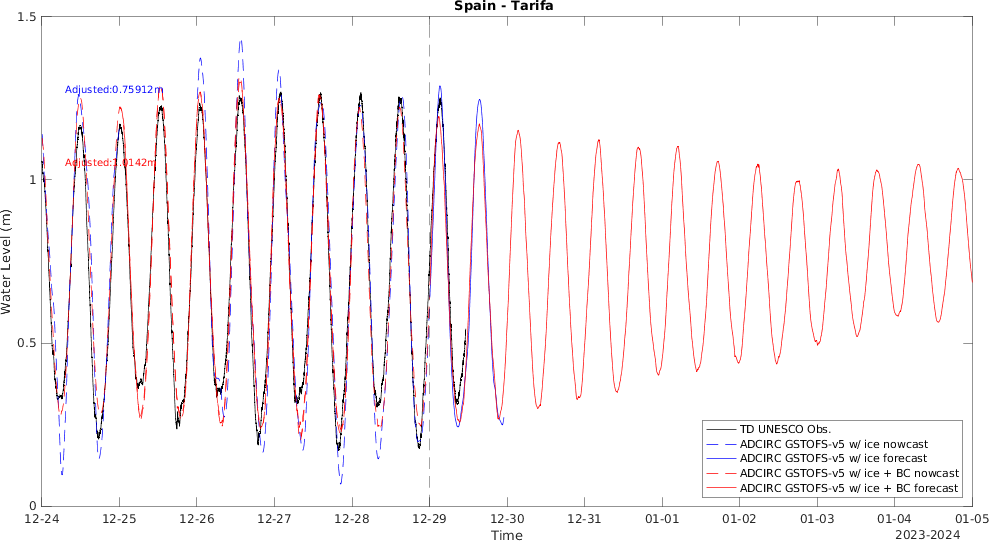 Spain - Tarifa
1.5
1
0.5
0
Water Level (m)
Adjusted:0.75912m
Adjusted:1.0142m
12-24
12-25
12-26
12-27
12-28
12-29
12-30
12-31
01-01
01-02
01-03
01-04
01-05
Time
2023-2024
TD UNESCO Obs.
ADCIRC GSTOFS-v5 w/ ice nowcast
ADCIRC GSTOFS-v5 w/ ice forecast
ADCIRC GSTOFS-v5 w/ ice + BC nowcast
ADCIRC GSTOFS-v5 w/ ice + BC forecast